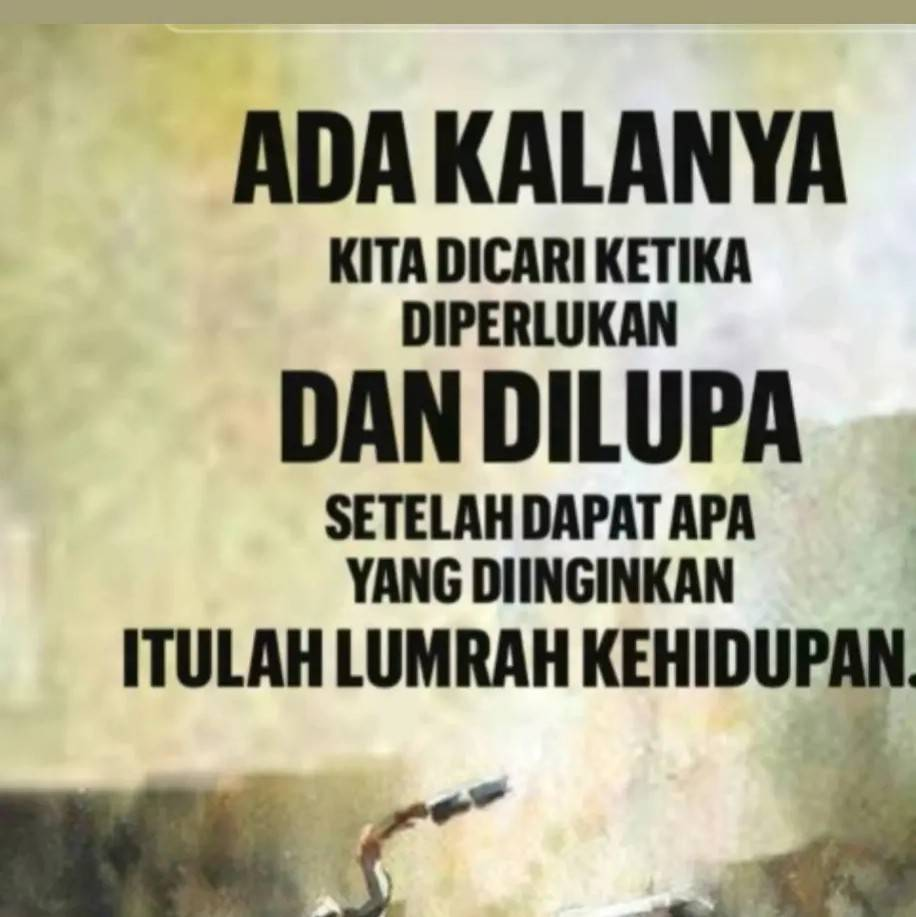 ADA KALANYA
KITA DICARI KETIKA
DIPERLUKAN
DAN DILUPA
SETELAH DAPAT APA
YANG DIINGINKAN
ITULAH LUMRAH KEHIDUPAN.